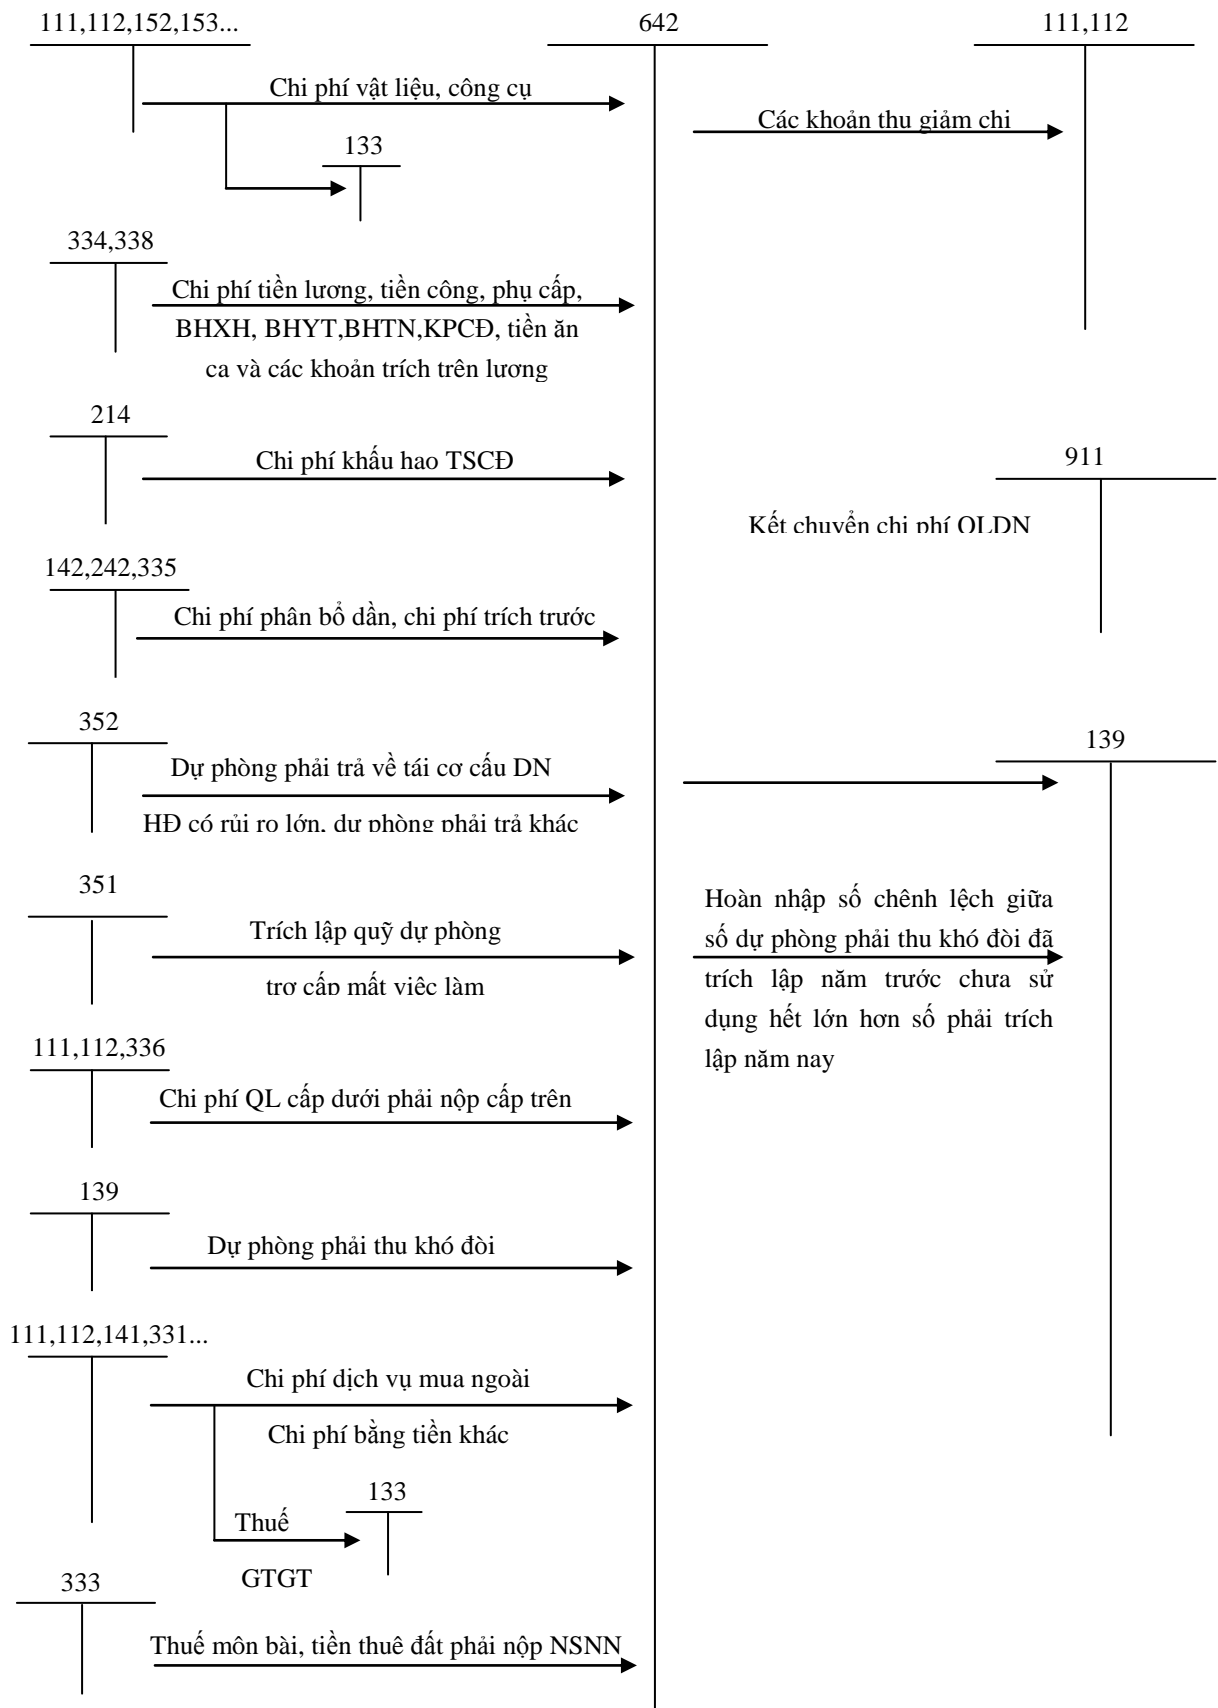 111,112,152,153...
642
111,112
Chi phí vật liệu, công cụ
Các khoản thu giảm chi
133
334,338
Chi phí tiền lương, tiền công, phụ cấp,
BHXH, BHYT,BHTN,KPCĐ, tiền ăn
ca và các khoản trích trên lương
214
Chi phí khấu hao TSCĐ
911
Kết chuyển chi phí QLDN
142,242,335
Chi phí phân bổ dần, chi phí trích trước
352
139
Dự phòng phải trả về tái cơ cấu DN
HĐ có rủi ro lớn, dự phòng phải trả khác
351
Trích lập quỹ dự phòng
trợ cấp mất việc làm
Hoàn nhập số chênh lệch giữa
số dự phòng phải thu khó đòi đã
trích lập năm trước chưa sử
dụng hết lớn hơn số phải trích
lập năm nay
111,112,336
Chi phí QL cấp dưới phải nộp cấp trên
139
Dự phòng phải thu khó đòi
111,112,141,331...
Chi phí dịch vụ mua ngoài
Chi phí bằng tiền khác
133
Thuế
GTGT
333
Thuế môn bài, tiền thuê đất phải nộp NSNN